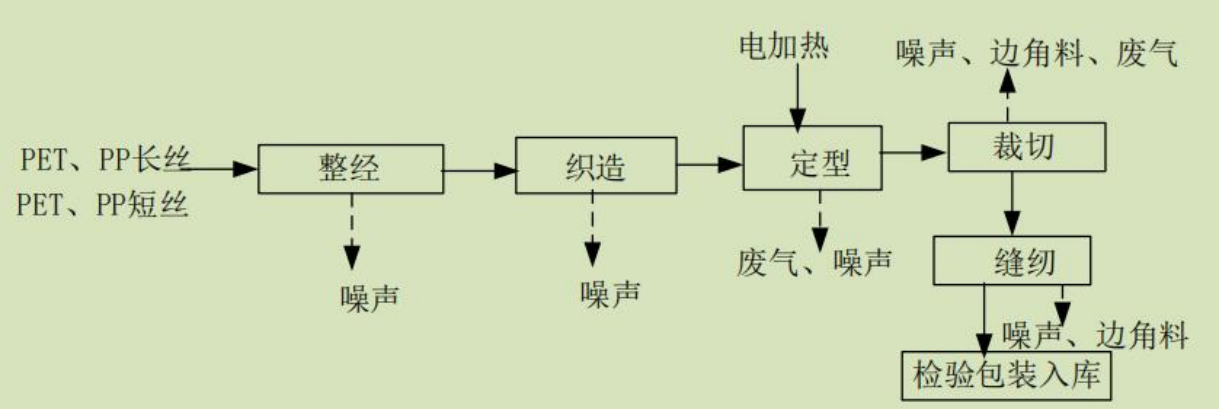 电加热
噪声、边角料、废气
PET、PP长丝
PET、PP短丝
整经
织造
定型
裁切
噪声
噪声
废气、噪声
缝纫
噪声、边角料
检验包装入库